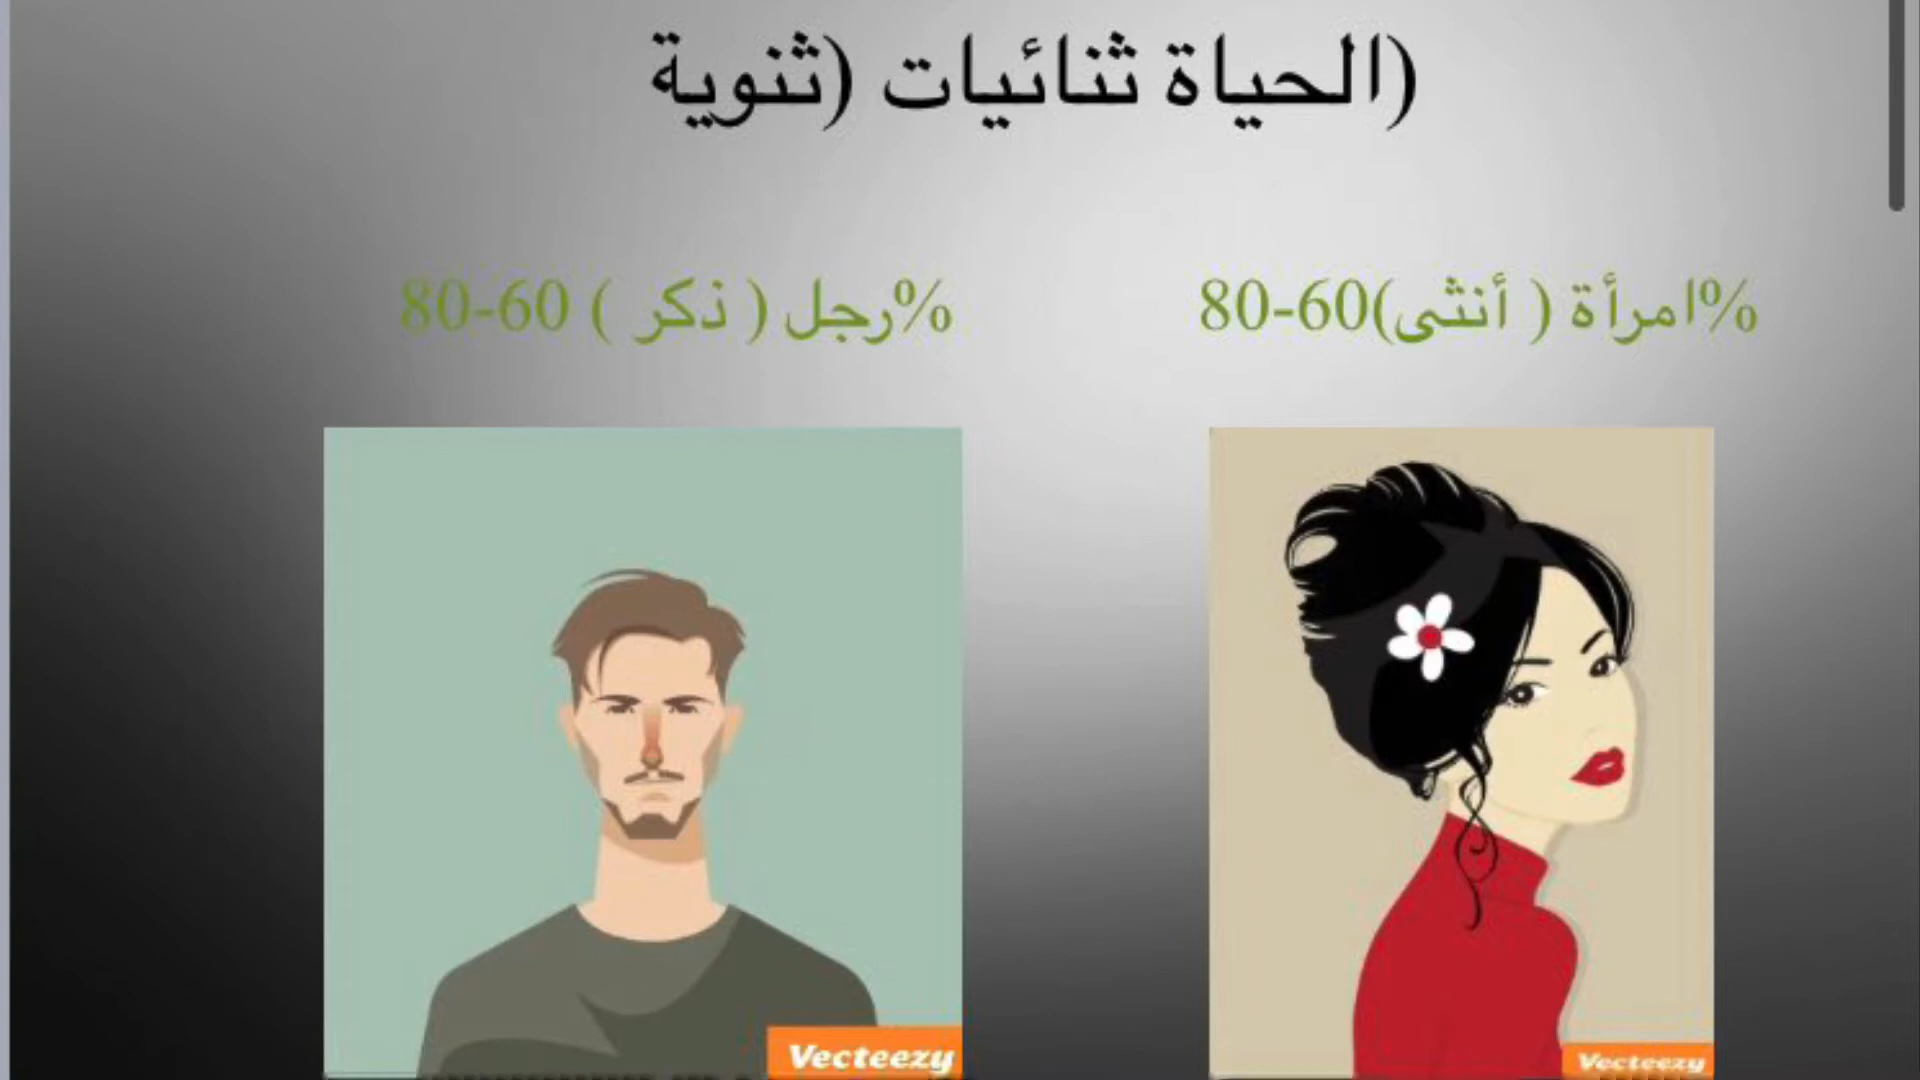 (الحياة ثنائيات (ثنوية
%امرأة ( أنثى)60-80
%رجل ( ذكر ) 60-80
Vecteezy
Vecteezy